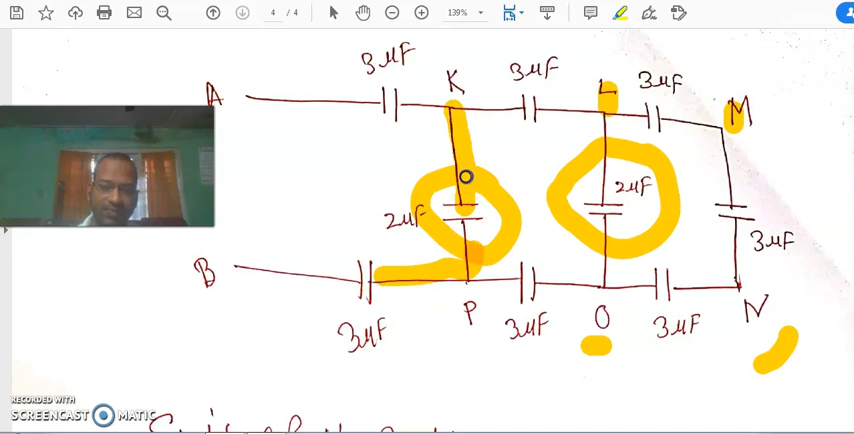 4 / 4
139%
3µF
K
3µF
L
3µF
A
M
2µF
2µF
3µF
B
P
O
N
3µF
3µF
3µF
RECORDED WITH
SCREENCAST MATIC